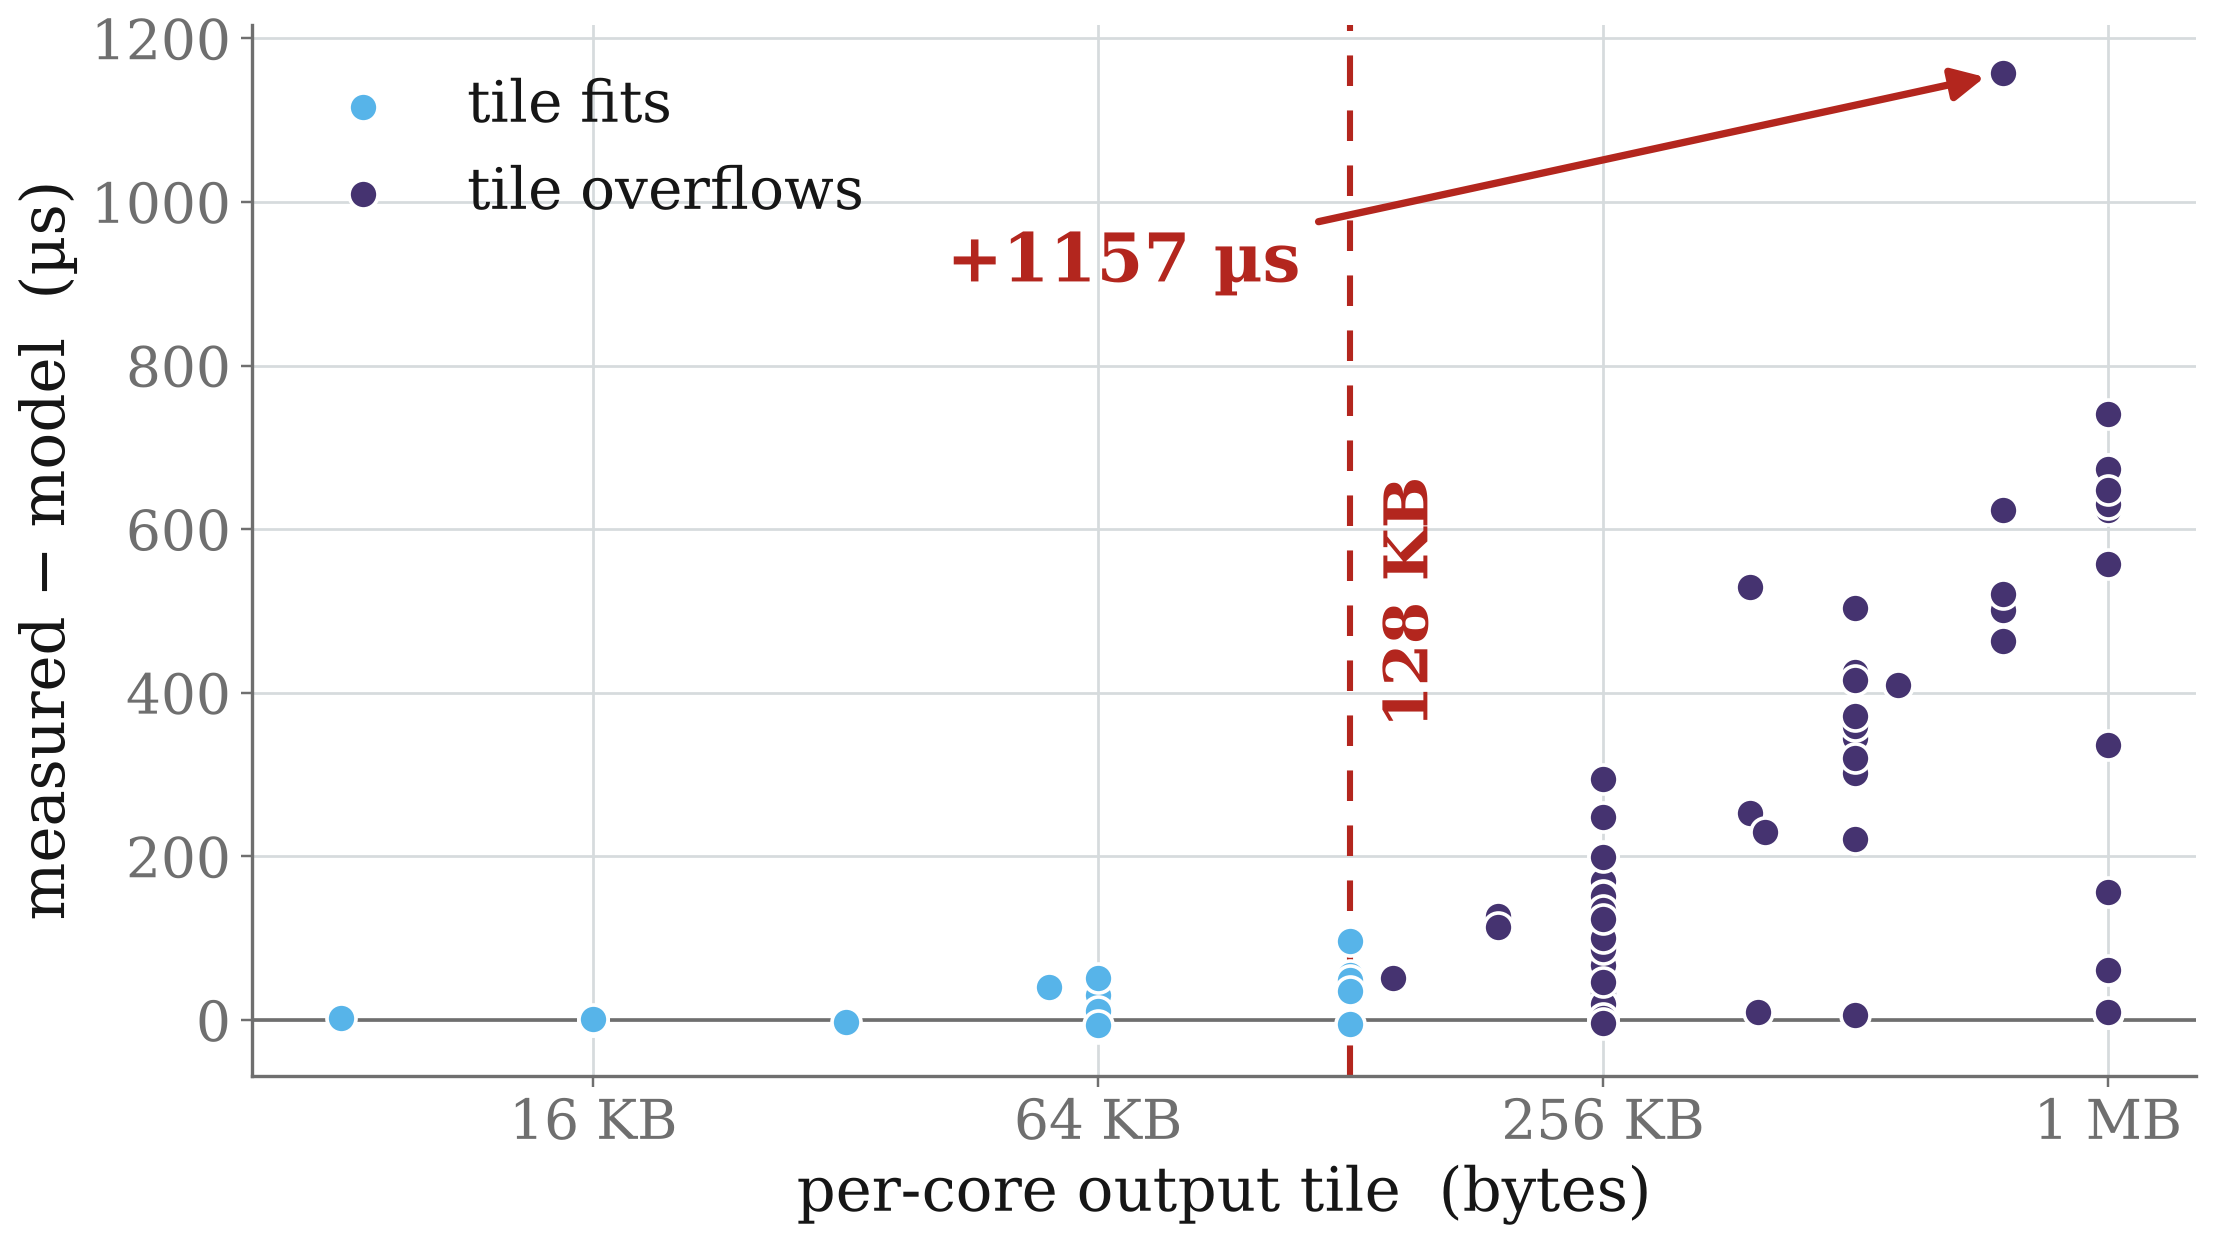 1200
1000
800
600
400
200
0
measured − model (µs)
tile fits
tile overflows
+1157 µs
128 KB
16 KB
64 KB
256 KB
1 MB
per-core output tile (bytes)